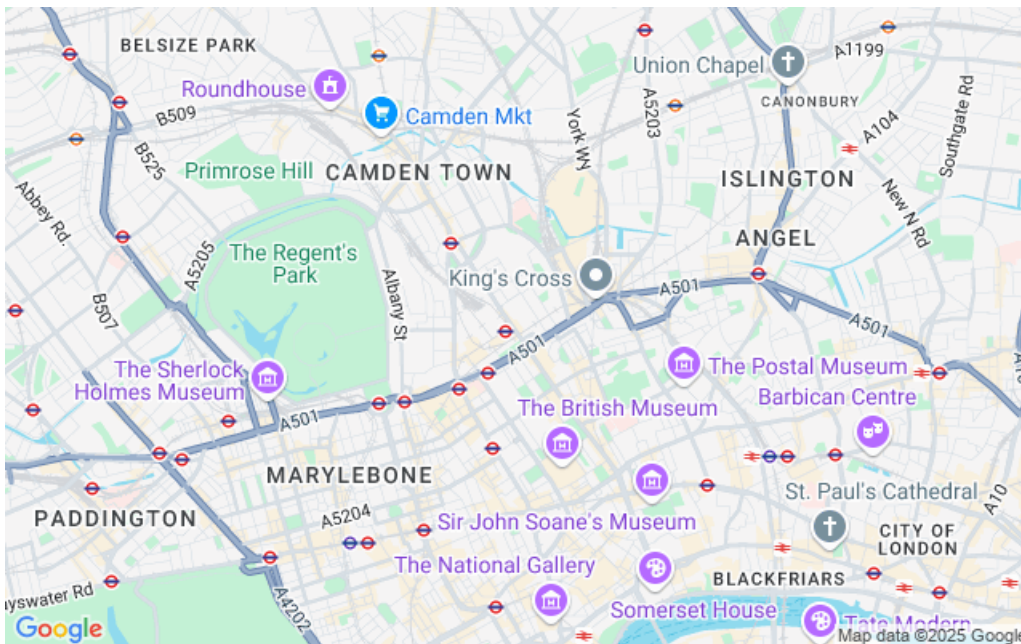 BELSIZE PARK
A1199
Union Chapel
Roundhouse
CANONBURY
Camden Mkt
B509
York Wy
A5203
A104
Southgate Rd
B525
Primrose Hill
CAMDEN TOWN
ISLINGTON
New N Rd
Abbey Rd.
A5205
The Regent's
Park
ANGEL
Albany St
King's Cross
A501
B507
A501
A501
The Sherlock
Holmes Museum
The Postal Museum
Barbican Centre
The British Museum
A501
MARYLEBONE
St. Paul's Cathedral
A10
PADDINGTON
A5204
Sir John Soane's Museum
CITY OF
LONDON
The National Gallery
BLACKFRIARS
yswater Rd
A4202
Somerset House
Tate Modern
Google
Map data ©2025 Google